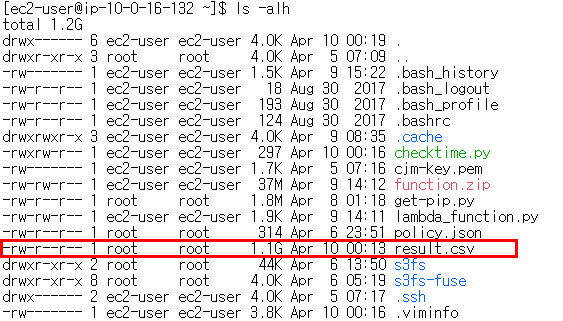 [ec2-user@ip-10-0-16-132 ~]$ ls -alh
total 1.2G
drwx------ 6 ec2-user ec2-user 4.0K Apr 10 00:19 .
drwxr-xr-x 3 root     root     4.0K Apr  5 07:09 ..
-rw------- 1 ec2-user ec2-user 1.5K Apr  9 15:22 .bash_history
-rw-r--r-- 1 ec2-user ec2-user   18 Aug 30  2017 .bash_logout
-rw-r--r-- 1 ec2-user ec2-user  193 Aug 30  2017 .bash_profile
-rw-r--r-- 1 ec2-user ec2-user  124 Aug 30  2017 .bashrc
drwxrwxr-x 3 ec2-user ec2-user 4.0K Apr  9 08:35 .cache
-rwxrw-r-- 1 ec2-user ec2-user  297 Apr 10 00:16 checktime.py
-rw------- 1 ec2-user ec2-user 1.7K Apr  5 07:16 cjm-key.pem
-rw-rw-r-- 1 ec2-user ec2-user  37M Apr  9 14:12 function.zip
-rw-r--r-- 1 root     root     1.8M Apr  8 01:18 get-pip.py
-rw-rw-r-- 1 ec2-user ec2-user 1.9K Apr  9 14:11 lambda_function.py
-rw-r--r-- 1 root     root      314 Apr  6 23:51 policy.json
-rw-r--r-- 1 root     root     1.1G Apr 10 00:13 result.csv
drwxr-xr-x 2 root     root      44K Apr  6 13:50 s3fs
drwxr-xr-x 8 root     root     4.0K Apr  6 05:19 s3fs-fuse
drwx------ 2 ec2-user ec2-user 4.0K Apr  5 07:17 .ssh
-rw------- 1 ec2-user ec2-user 3.8K Apr 10 00:19 .viminfo